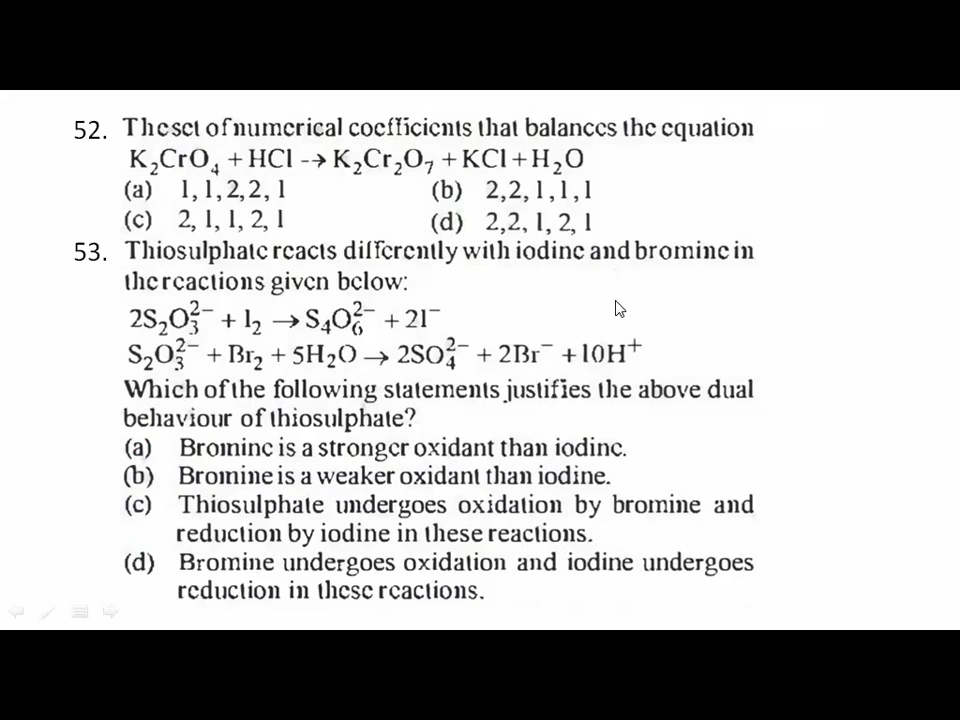 52. The set of numerical coefficients that balances the equation
K₂CrO₄ + HCl → K₂Cr₂O₇ + KCl + H₂O
(a) 1, 1, 2, 2, 1 (b) 2, 2, 1, 1, 1
(c) 2, 1, 1, 2, 1 (d) 2, 2, 1, 2, 1
53. Thiosulphate reacts differently with iodine and bromine in
the reactions given below:
2S₂O₃²⁻ + I₂ → S₄O₆²⁻ + 2I⁻
S₂O₃²⁻ + Br₂ + 5H₂O → 2SO₄²⁻ + 2Br⁻ + 10H⁺
Which of the following statements justifies the above dual
behaviour of thiosulphate?
(a) Bromine is a stronger oxidant than iodine.
(b) Bromine is a weaker oxidant than iodine.
(c) Thiosulphate undergoes oxidation by bromine and
reduction by iodine in these reactions.
(d) Bromine undergoes oxidation and iodine undergoes
reduction in these reactions.